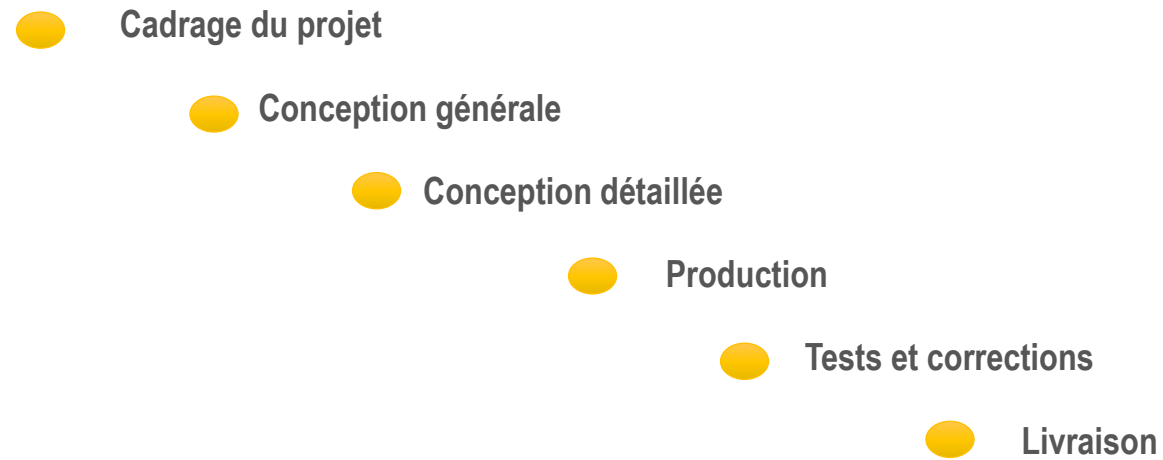 Cadrage du projet
Conception générale
Conception détaillée
Production
Tests et corrections
Livraison